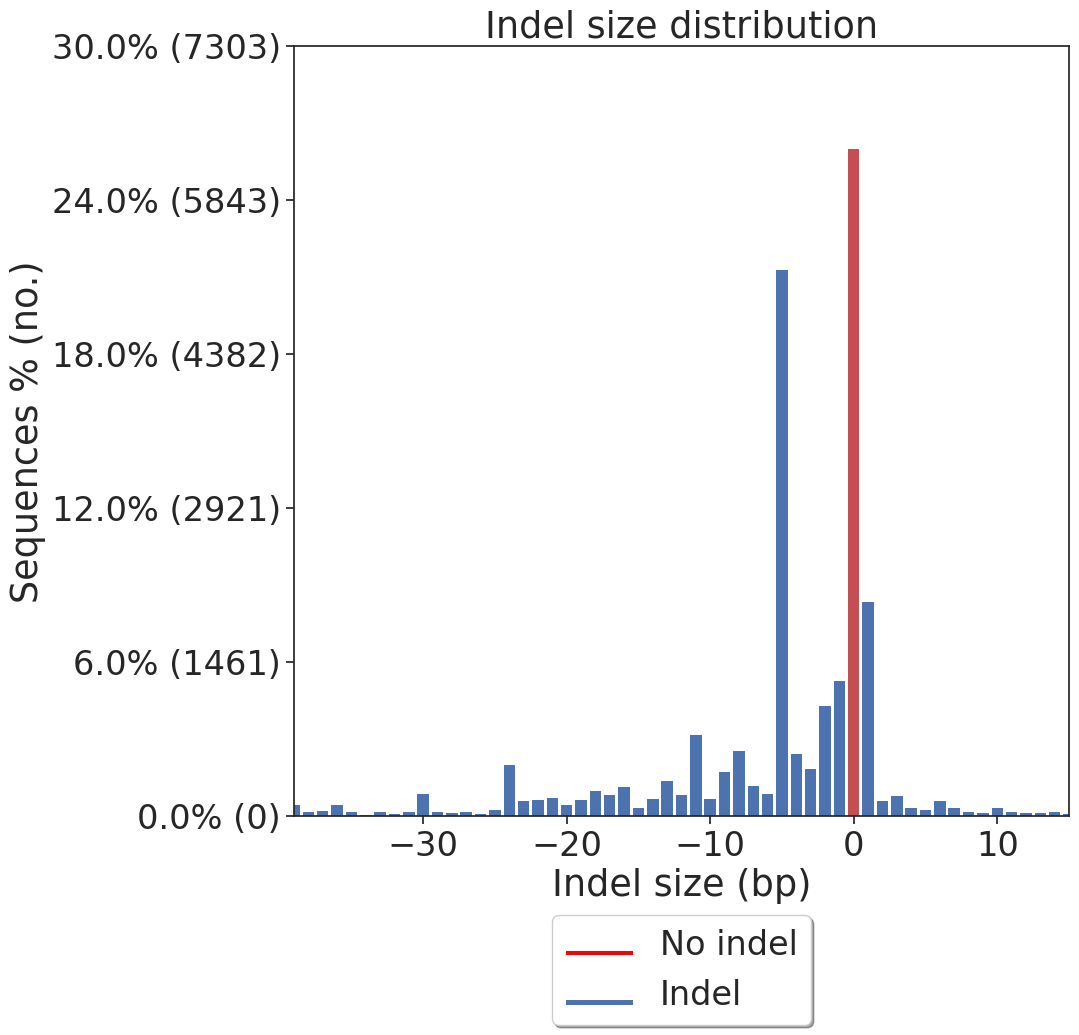 Indel size distribution
30.0% (7303)
24.0% (5843)
18.0% (4382)
12.0% (2921)
6.0% (1461)
0.0% (0)
Sequences % (no.)
−30 −20 −10 0 10
Indel size (bp)
No indel
Indel